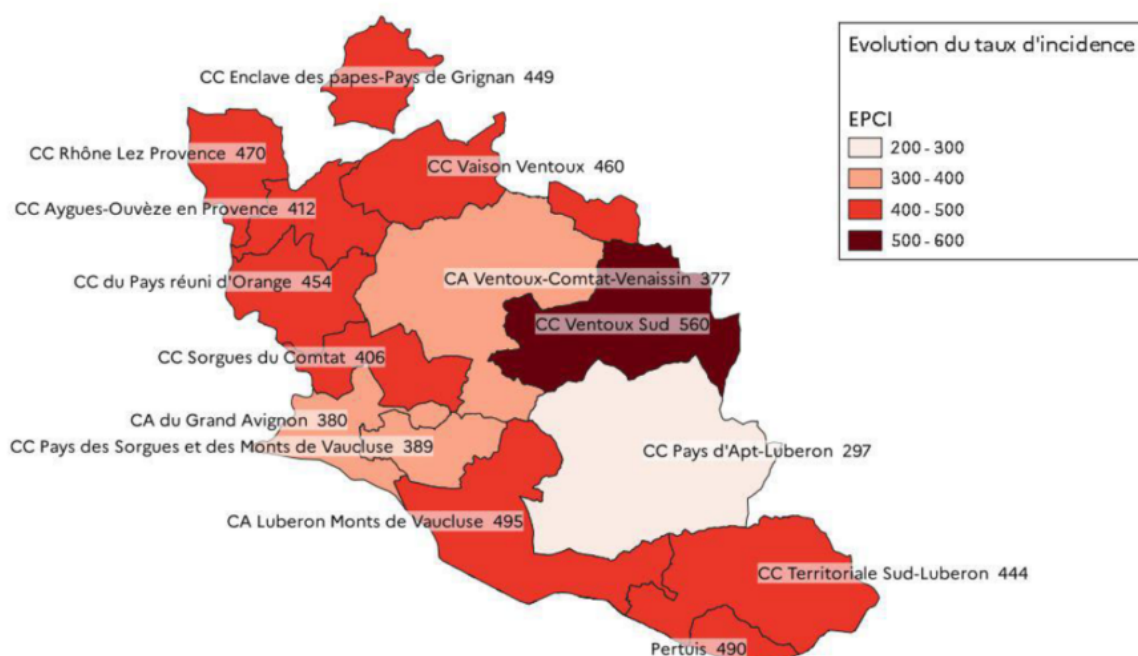 Evolution du taux d'incidence
EPCI
200 - 300
300 - 400
400 - 500
500 - 600
CC Enclave des papes-Pays de Grignan 449
CC Rhône Lez Provence 470
CC Vaison Ventoux 460
CC Aygues-Ouvèze en Provence 412
CC du Pays réuni d'Orange 454
CA Ventoux-Comtat-Venaissin 377
CC Ventoux Sud 560
CC Sorgues du Comtat 406
CA du Grand Avignon 380
CC Pays des Sorgues et des Monts de Vaucluse 389
CC Pays d'Apt-Luberon 297
CA Luberon Monts de Vaucluse 495
CC Territoriale Sud-Luberon 444
Pertuis 490